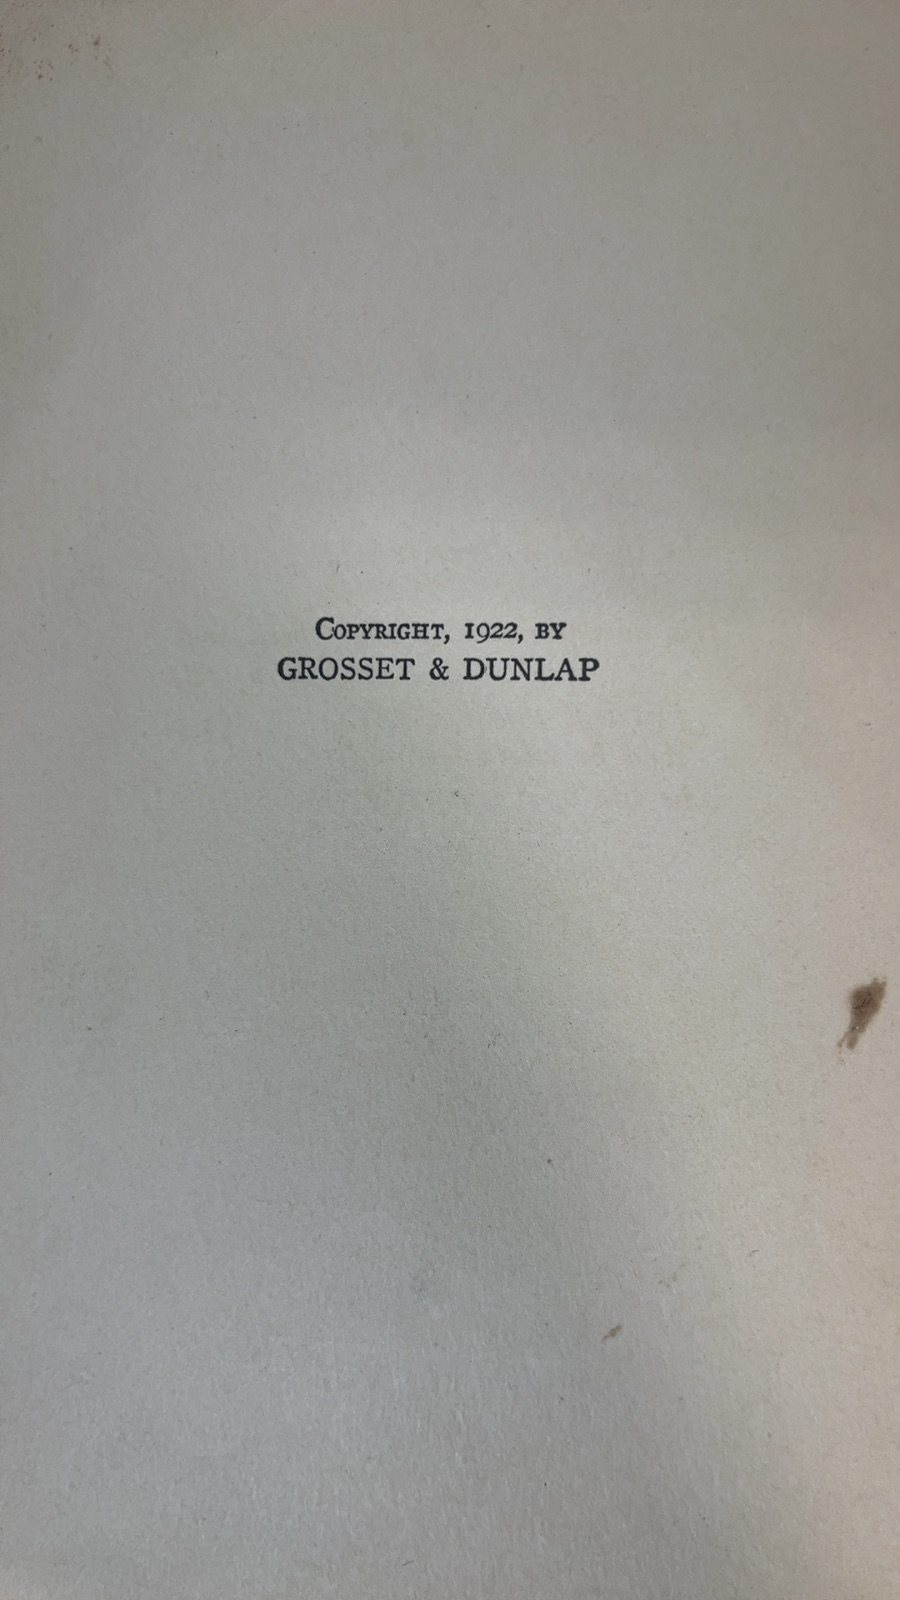 Copyright, 1922, by
GROSSET & DUNLAP